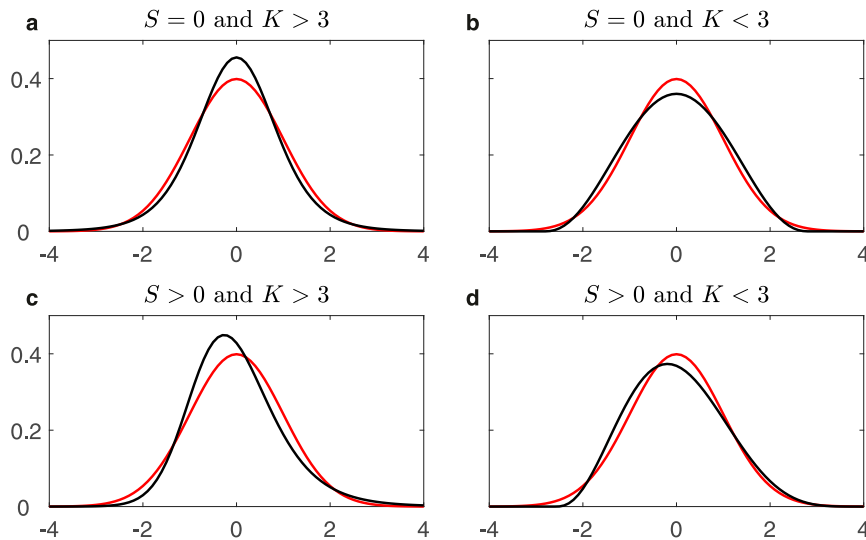 a S = 0 and K > 3
b S = 0 and K < 3
0.4
0.2
0
-4 -2 0 2 4
-4 -2 0 2 4
c S > 0 and K > 3
d S > 0 and K < 3
0.4
0.2
0
-4 -2 0 2 4
-4 -2 0 2 4